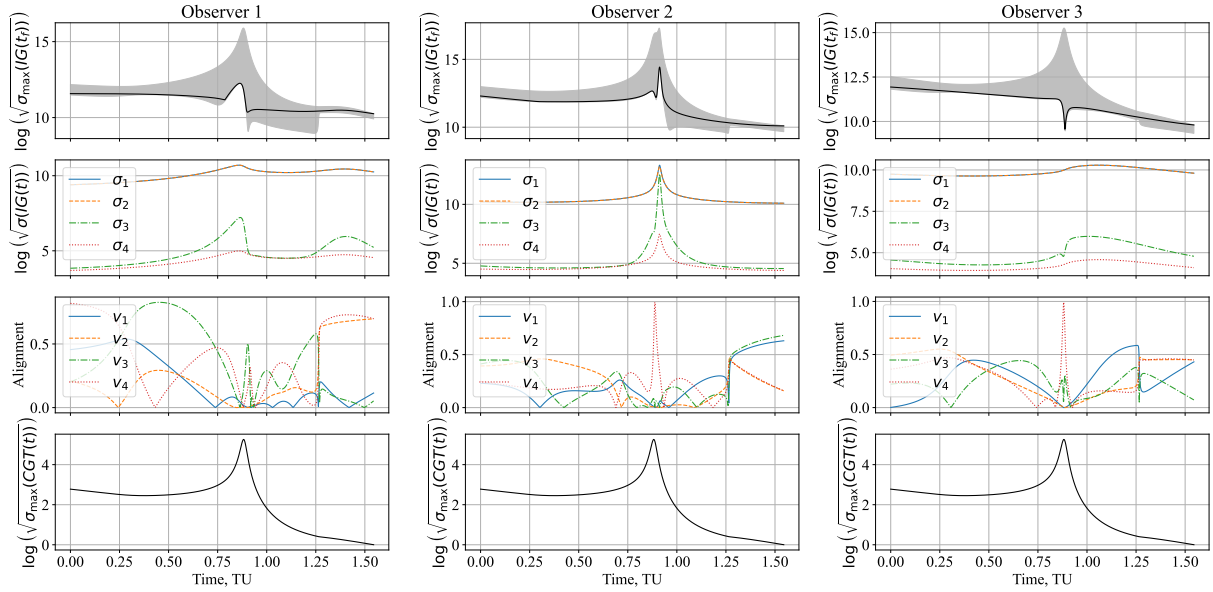 Observer 1
Observer 2
Observer 3
log(√σmax(IG(tf)))
15
10
log(√σmax(IG(tf)))
15
10
log(√σmax(IG(tf)))
15.0
12.5
10.0
log(√σ(IG(t)))
10
5
σ1
σ2
σ3
σ4
log(√σ(IG(t)))
10
5
σ1
σ2
σ3
σ4
log(√σ(IG(t)))
10.0
7.5
5.0
σ1
σ2
σ3
σ4
Alignment
0.5
0.0
v1
v2
v3
v4
Alignment
1.0
0.5
0.0
v1
v2
v3
v4
Alignment
1.0
0.5
0.0
v1
v2
v3
v4
log(√σmax(CGT(t)))
4
2
0
0.00 0.25 0.50 0.75 1.00 1.25 1.50
Time, TU
log(√σmax(CGT(t)))
4
2
0
0.00 0.25 0.50 0.75 1.00 1.25 1.50
Time, TU
log(√σmax(CGT(t)))
4
2
0
0.00 0.25 0.50 0.75 1.00 1.25 1.50
Time, TU